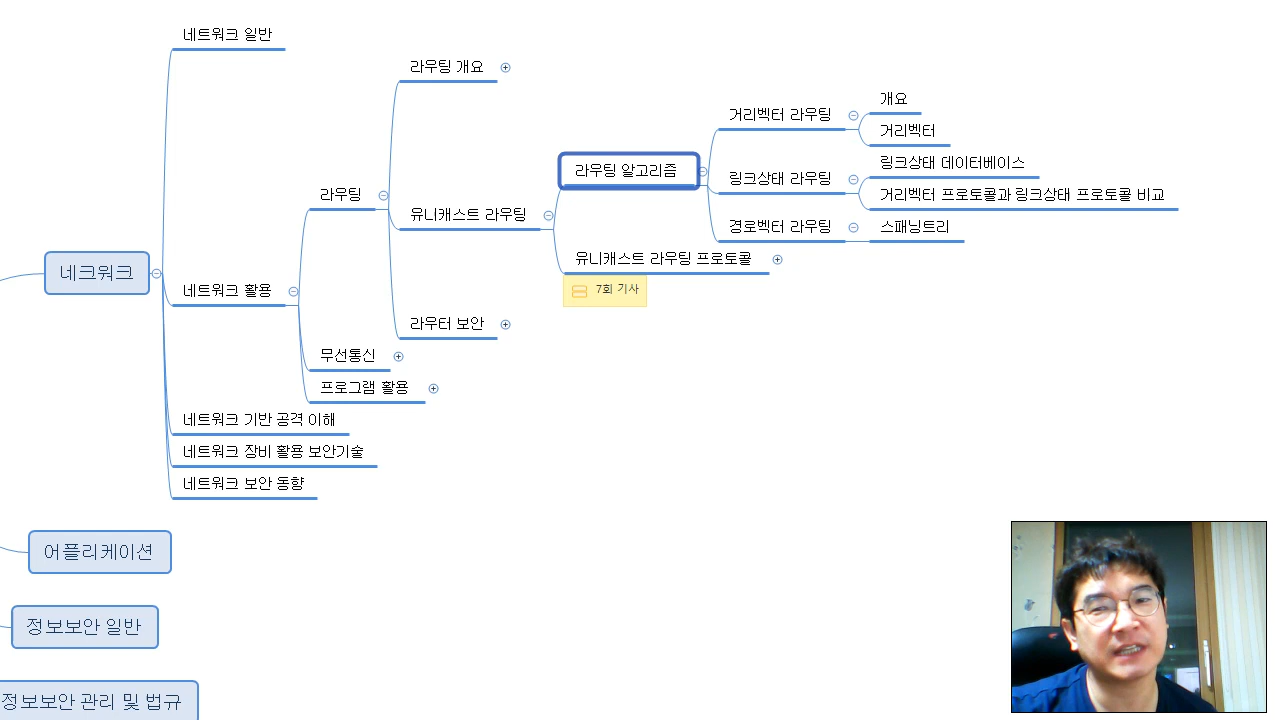 네트워크 일반
라우팅 개요
개요
거리벡터 라우팅
거리벡터
링크상태 데이터베이스
라우팅 알고리즘
링크상태 라우팅
라우팅
거리벡터 프로토콜과 링크상태 프로토콜 비교
유니캐스트 라우팅
경로벡터 라우팅
스패닝트리
유니캐스트 라우팅 프로토콜
네크워크
네트워크 활용
7회 기사
라우터 보안
무선통신
프로그램 활용
네트워크 기반 공격 이해
네트워크 장비 활용 보안기술
네트워크 보안 동향
어플리케이션
정보보안 일반
정보보안 관리 및 법규